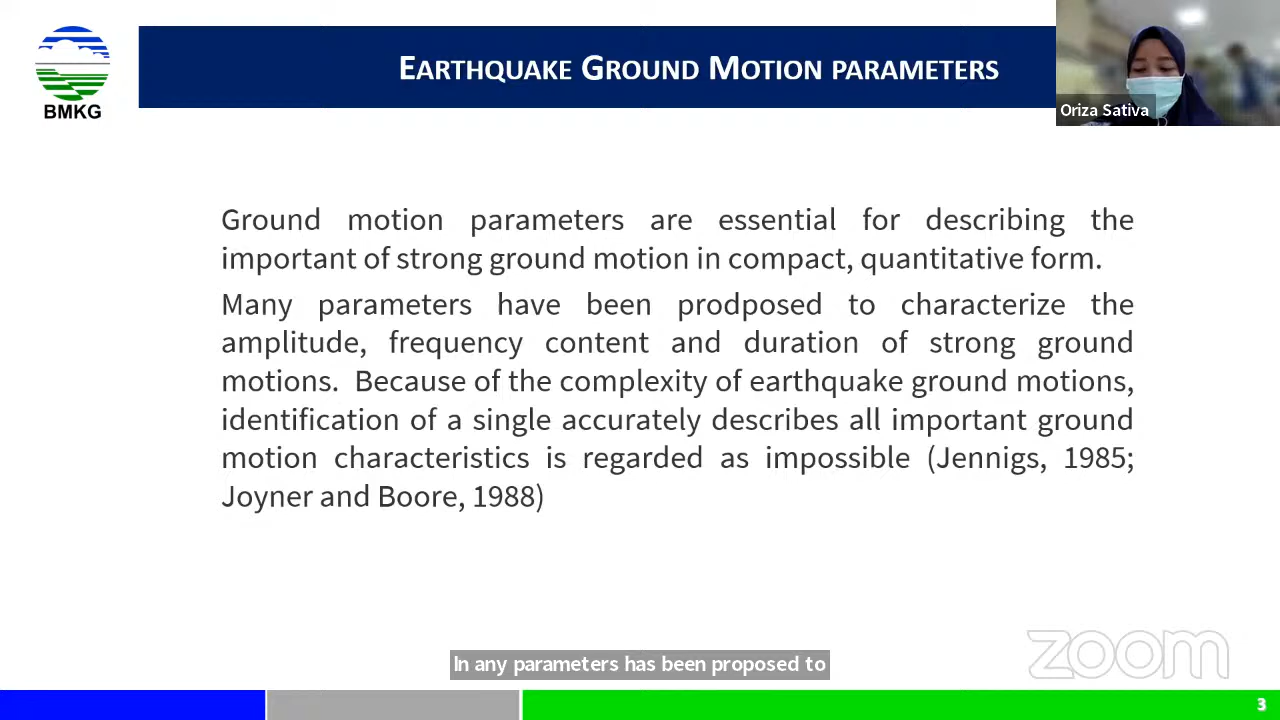 BMKG
EARTHQUAKE GROUND MOTION PARAMETERS
Oriza Sativa
Ground motion parameters are essential for describing the
important of strong ground motion in compact, quantitative form.
Many parameters have been prodposed to characterize the
amplitude, frequency content and duration of strong ground
motions. Because of the complexity of earthquake ground motions,
identification of a single accurately describes all important ground
motion characteristics is regarded as impossible (Jennigs, 1985;
Joyner and Boore, 1988)
In any parameters has been proposed to
zoom
3